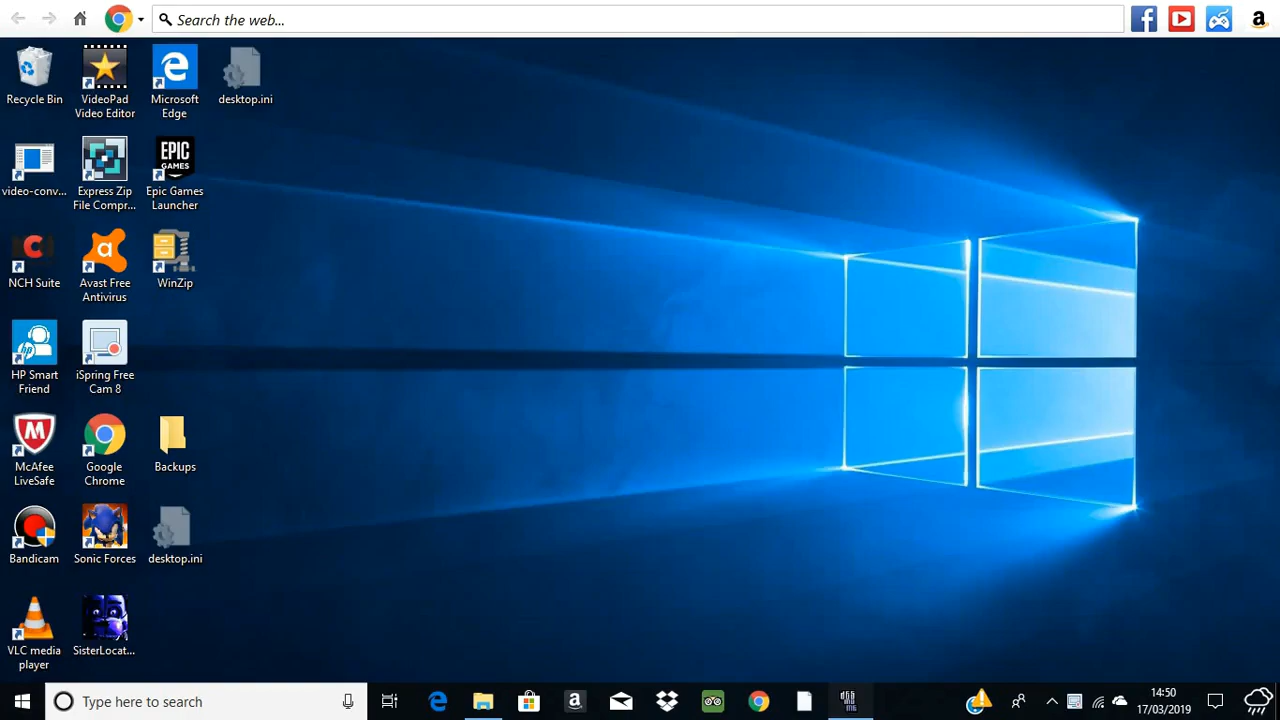 Search the web...
Recycle Bin
VideoPad
Video Editor
Microsoft
Edge
desktop.ini
video-conv...
Express Zip
File Compr...
EPIC
GAMES
Epic Games
Launcher
NCH Suite
Avast Free
Antivirus
WinZip
HP Smart
Friend
iSpring Free
Cam 8
McAfee
LiveSafe
Google
Chrome
Backups
Bandicam
Sonic Forces
desktop.ini
VLC media
player
SisterLocat...
Type here to search
14:50
17/03/2019